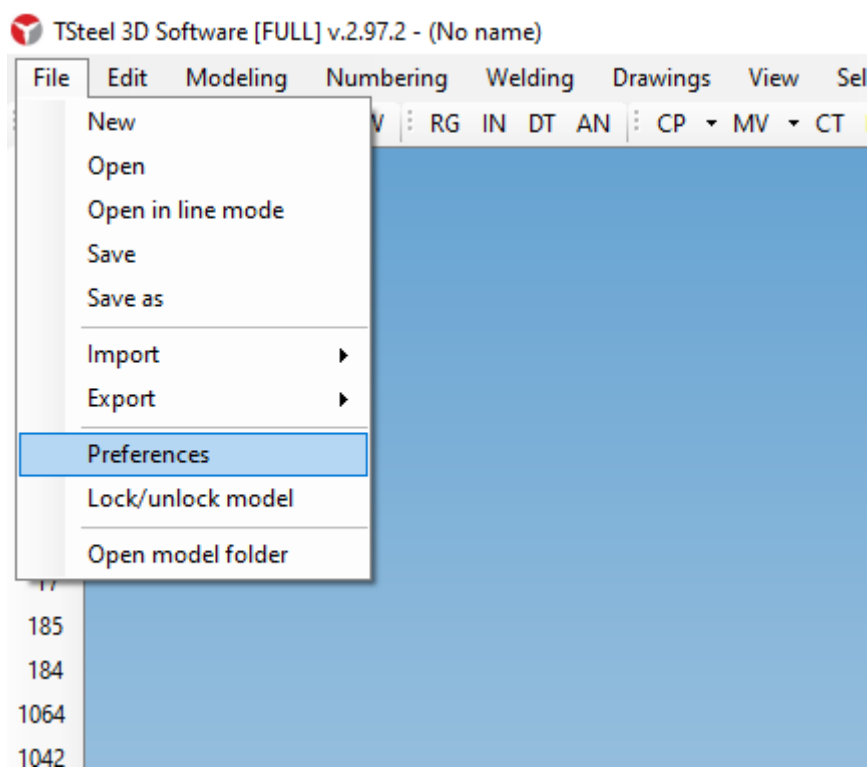 TSteel 3D Software [FULL] v.2.97.2 - (No name)
File Edit Modeling Numbering Welding Drawings View Sel
RG IN DT AN CP MV CT
New
Open
Open in line mode
Save
Save as
Import
Export
Preferences
Lock/unlock model
Open model folder
17
185
184
1064
1042